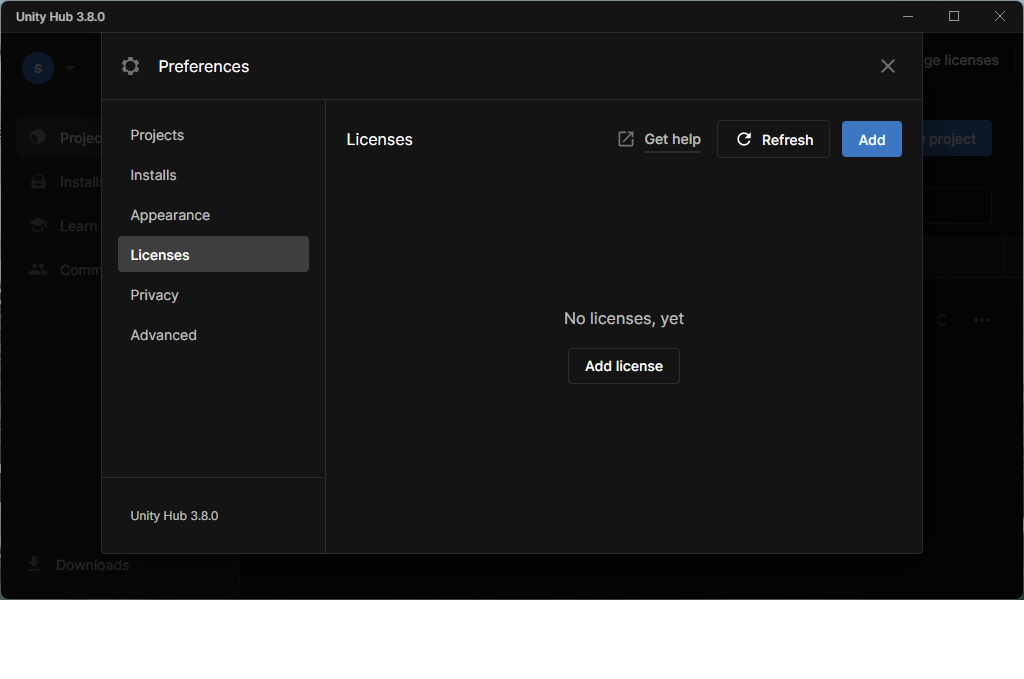 Unity Hub 3.8.0
S
Preferences
ge licenses
Projects
Licenses
Get help
Refresh
Add
project
Projec
Installs
Install
Appearance
Learn
Licenses
Comm
Privacy
No licenses, yet
Advanced
Add license
Unity Hub 3.8.0
Downloads